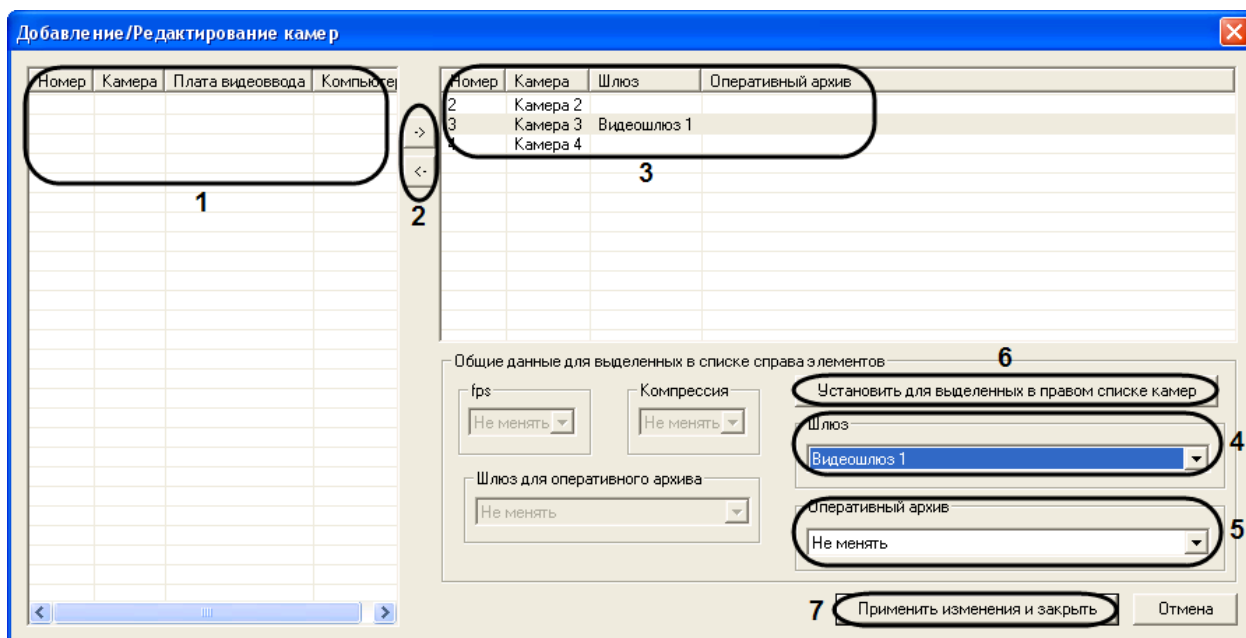 Добавление/Редактирование камер
Номер Камера Плата видеоввода Компьютер
1
->
<-
2
Номер Камера Шлюз Оперативный архив
2 Камера 2
3 Камера 3 Видеошлюз 1
4 Камера 4
3
Общие данные для выделенных в списке справа элементов
6
fps
Не менять
Компрессия
Не менять
Установить для выделенных в правом списке камер
Шлюз
Видеошлюз 1
4
Шлюз для оперативного архива
Не менять
Оперативный архив
Не менять
5
7
Применить изменения и закрыть
Отмена